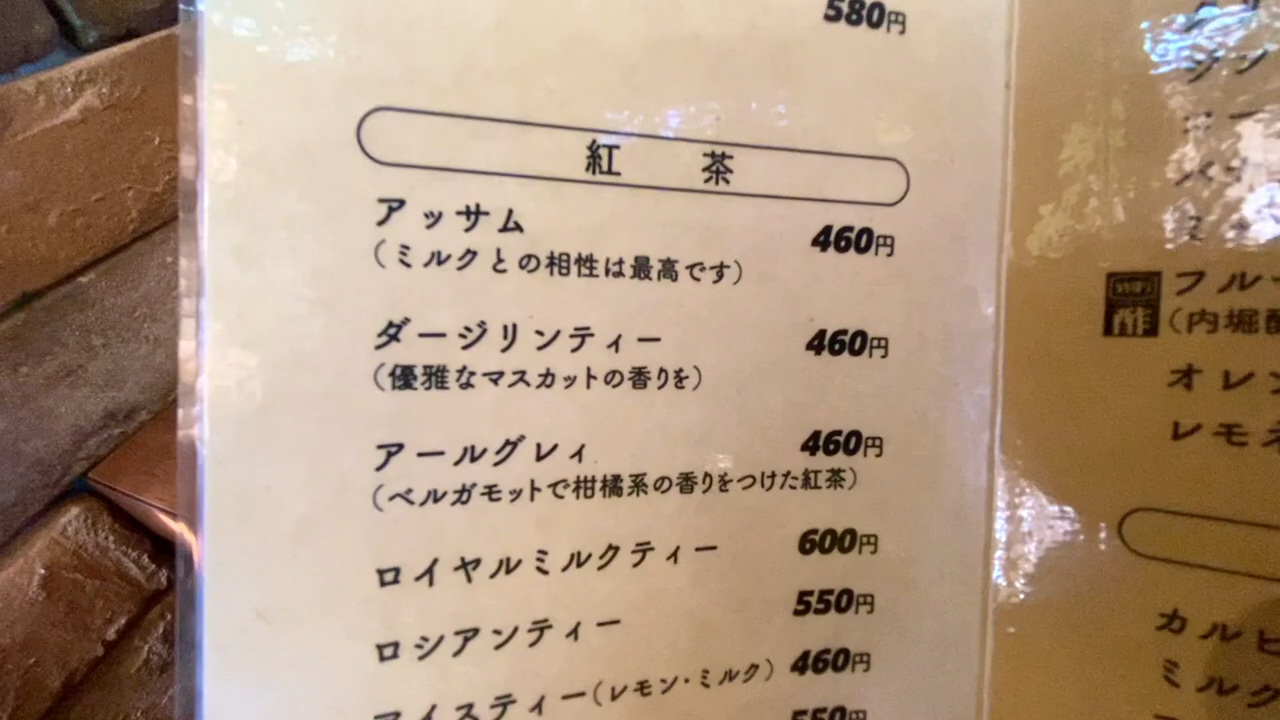 580円
紅 茶
アッサム 460円
(ミルクとの相性は最高です)
ダージリンティー 460円
(優雅なマスカットの香りを)
アールグレィ 460円
(ベルガモットで柑橘系の香りをつけた紅茶)
ロイヤルミルクティー 600円
ロシアンティー 550円
アイスティー(レモン・ミルク) 460円
550円
酢
フル
(内堀
オレン
レモ
カルピ
ミルク